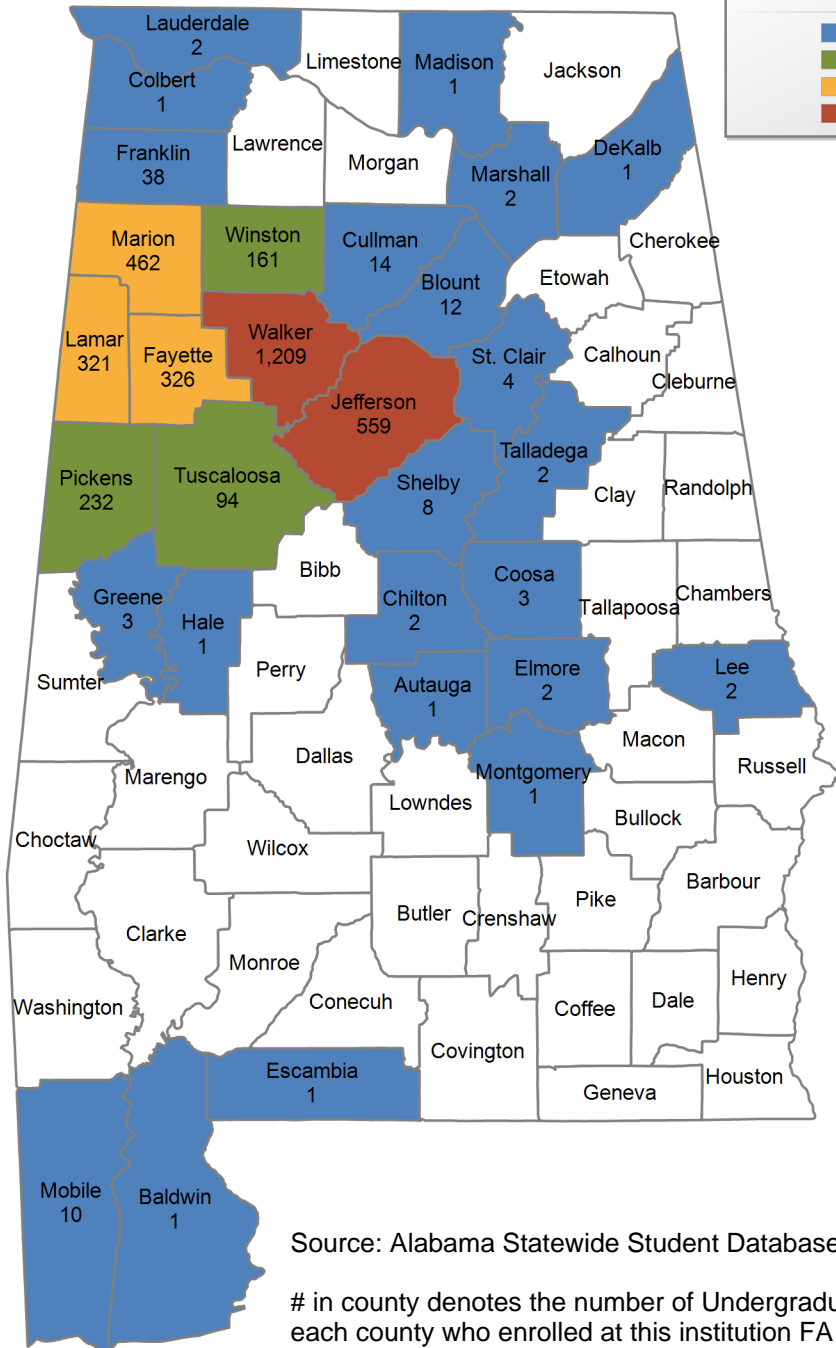 Lauderdale
2
Limestone
Madison
1
Jackson
Colbert
1
Lawrence
Franklin
38
Morgan
Marshall
2
DeKalb
1
Marion
462
Winston
161
Cullman
14
Cherokee
Blount
12
Etowah
Lamar
321
Fayette
326
Walker
1,209
St. Clair
4
Calhoun
Cleburne
Jefferson
559
Pickens
232
Tuscaloosa
94
Shelby
8
Talladega
2
Clay
Randolph
Bibb
Greene
3
Hale
1
Chilton
2
Coosa
3
Tallapoosa
Chambers
Sumter
Perry
Autauga
1
Elmore
2
Lee
2
Marengo
Dallas
Montgomery
1
Macon
Russell
Lowndes
Bullock
Choctaw
Wilcox
Clarke
Butler
Crenshaw
Pike
Barbour
Monroe
Washington
Conecuh
Coffee
Dale
Henry
Covington
Escambia
1
Geneva
Houston
Mobile
10
Baldwin
1
Source: Alabama Statewide Student Database
# in county denotes the number of Undergradu
each county who enrolled at this institution FA